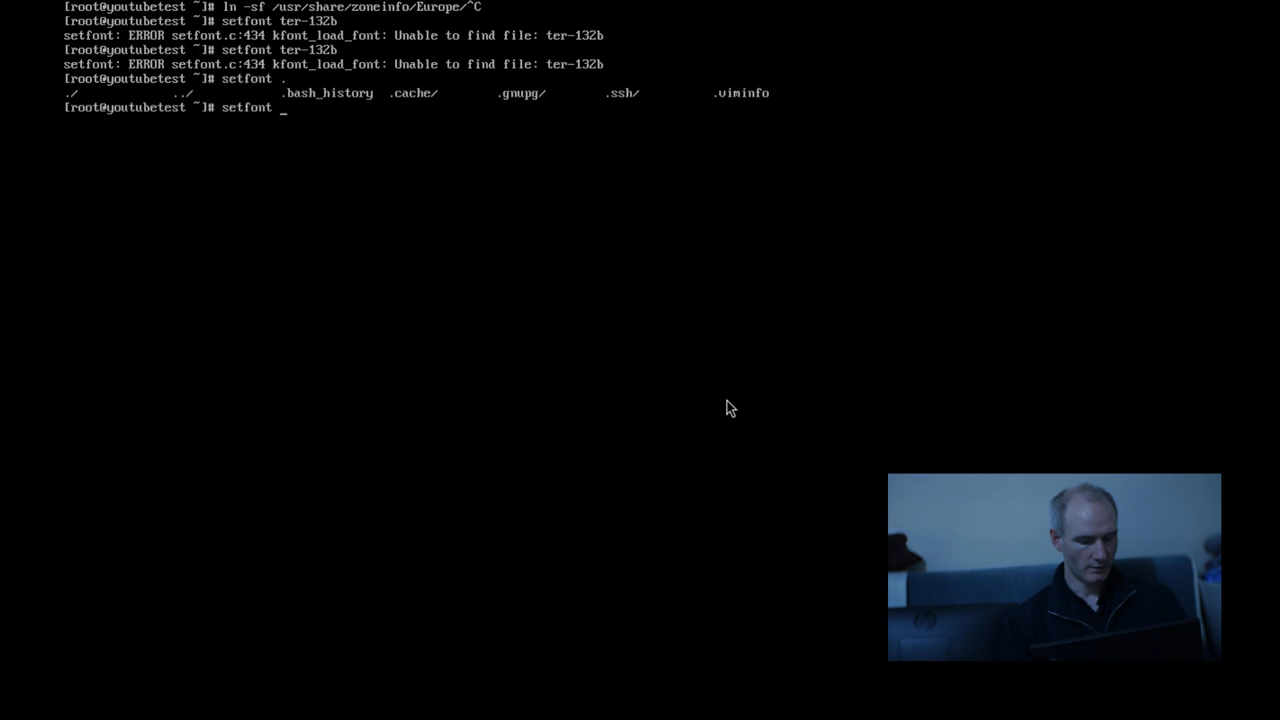 [root@youtubetest ~]# ln -sf /usr/share/zoneinfo/Europe/^C
[root@youtubetest ~]# setfont ter-132b
setfont: ERROR setfont.c:434 kfont_load_font: Unable to find file: ter-132b
[root@youtubetest ~]# setfont ter-132b
setfont: ERROR setfont.c:434 kfont_load_font: Unable to find file: ter-132b
[root@youtubetest ~]# setfont .
./ ../ .bash_history .cache/ .gnupg/ .ssh/ .viminfo
[root@youtubetest ~]# setfont _